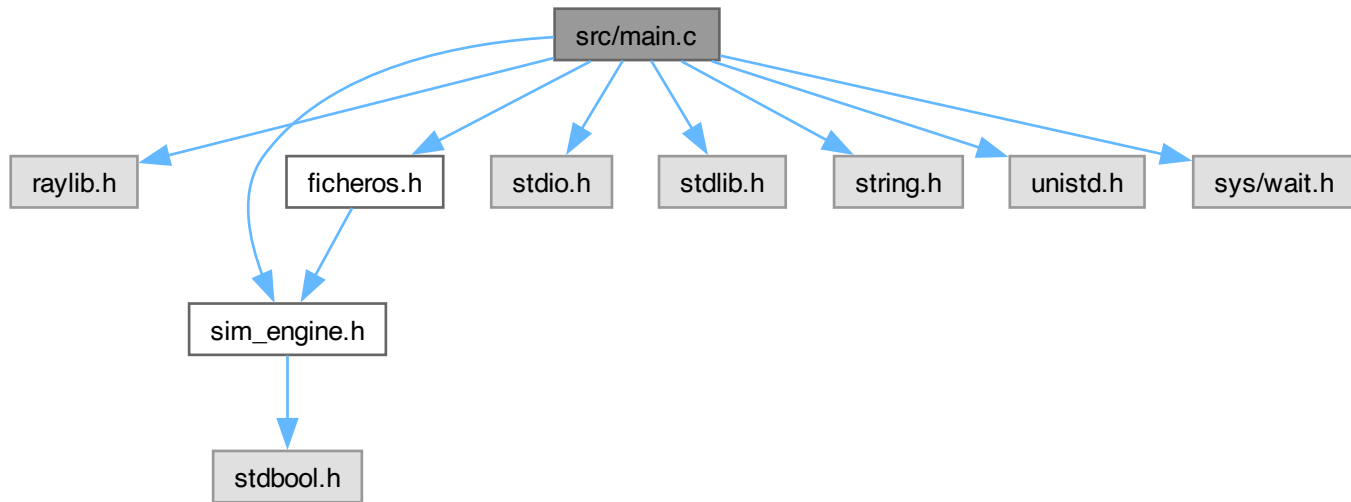 src/main.c
raylib.h
ficheros.h
stdio.h
stdlib.h
string.h
unistd.h
sys/wait.h
sim_engine.h
stdbool.h